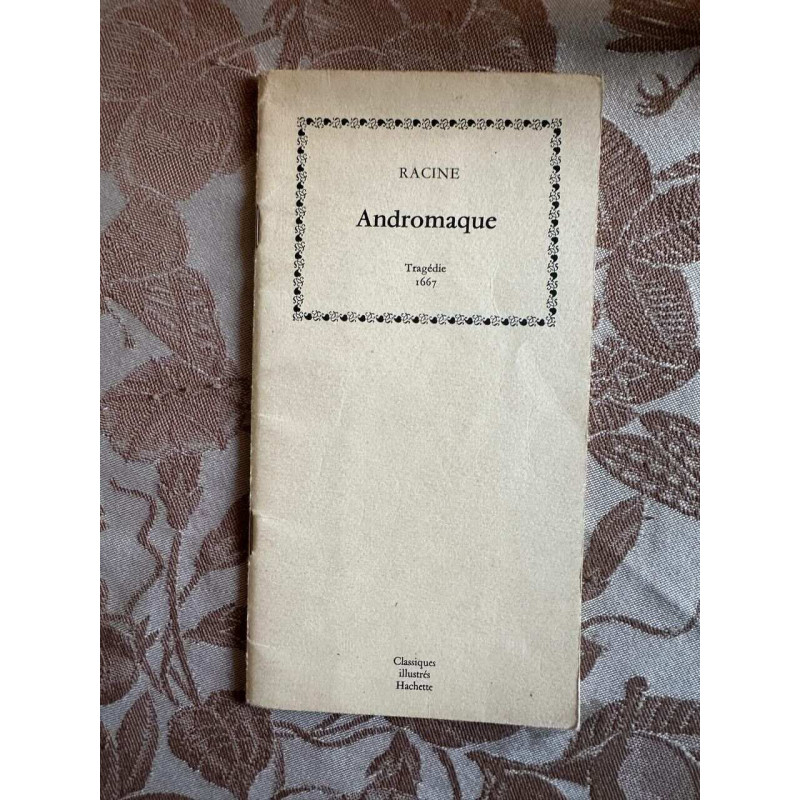 RACINE
Andromaque
Tragédie
1667
Classiques
illustrés
Hachette